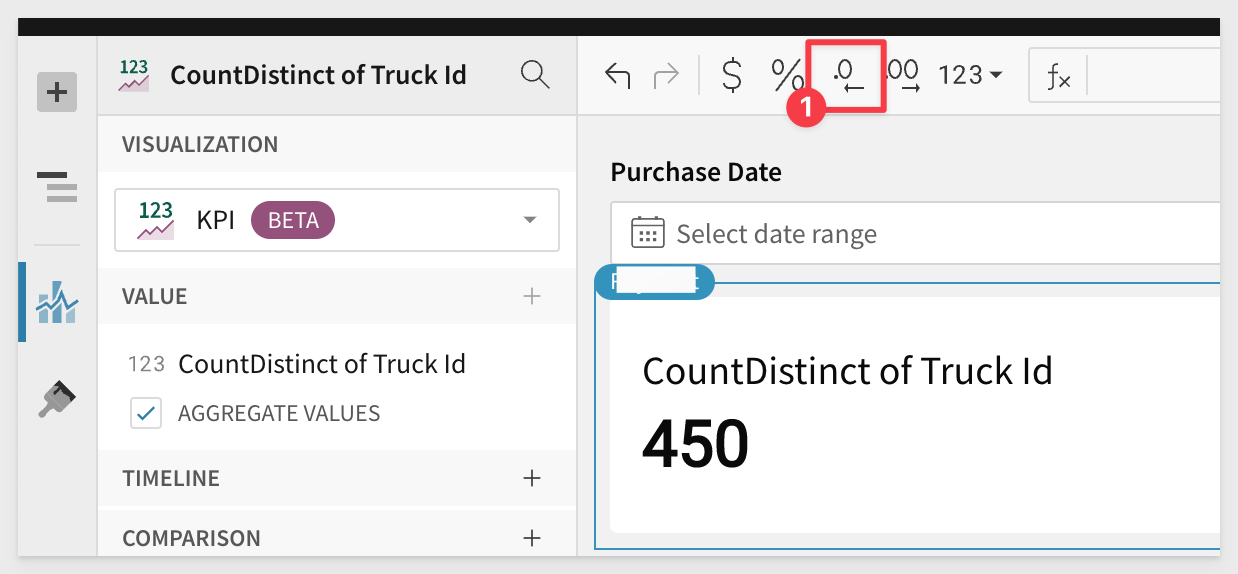 123 CountDistinct of Truck Id
$ % .0 .00 123 fx
1
VISUALIZATION
Purchase Date
123 KPI BETA
Select date range
VALUE
123 CountDistinct of Truck Id
CountDistinct of Truck Id
AGGREGATE VALUES
450
TIMELINE
COMPARISON